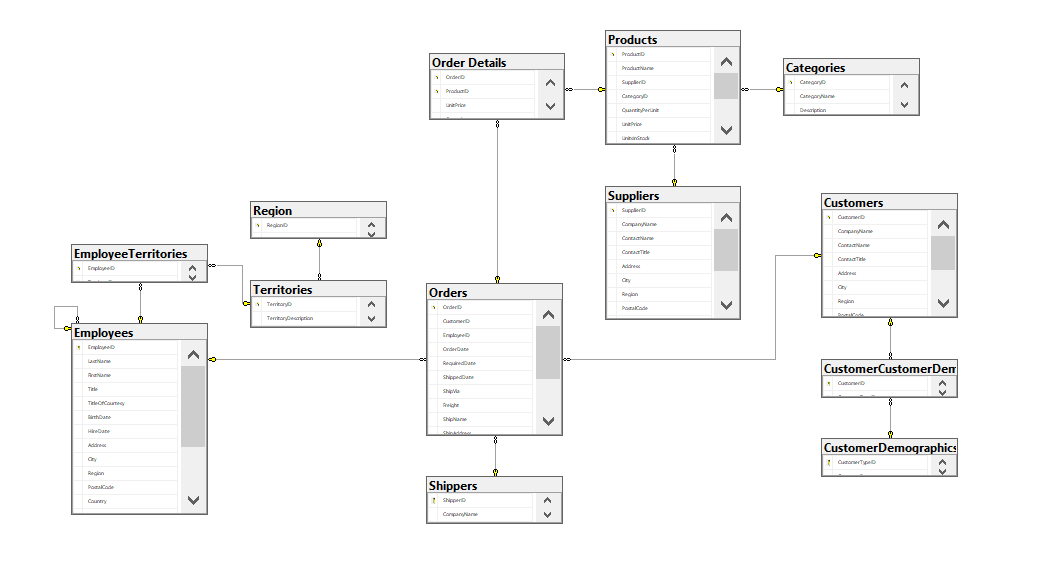 Products
ProductID
ProductName
SupplierID
CategoryID
QuantityPerUnit
UnitPrice
UnitsInStock
Order Details
OrderID
ProductID
UnitPrice
Categories
CategoryID
CategoryName
Description
Suppliers
SupplierID
CompanyName
ContactName
ContactTitle
Address
City
Region
PostalCode
Customers
CustomerID
CompanyName
ContactName
ContactTitle
Address
City
Region
PostalCode
Region
RegionID
EmployeeTerritories
EmployeeID
Territories
TerritoryID
TerritoryDescription
Orders
OrderID
CustomerID
EmployeeID
OrderDate
RequiredDate
ShippedDate
ShipVia
Freight
ShipName
ShipAddress
Employees
EmployeeID
LastName
FirstName
Title
TitleOfCourtesy
BirthDate
HireDate
Address
City
Region
PostalCode
Country
CustomerCustomerDem
CustomerID
CustomerDemographics
CustomerTypeID
Shippers
ShipperID
CompanyName